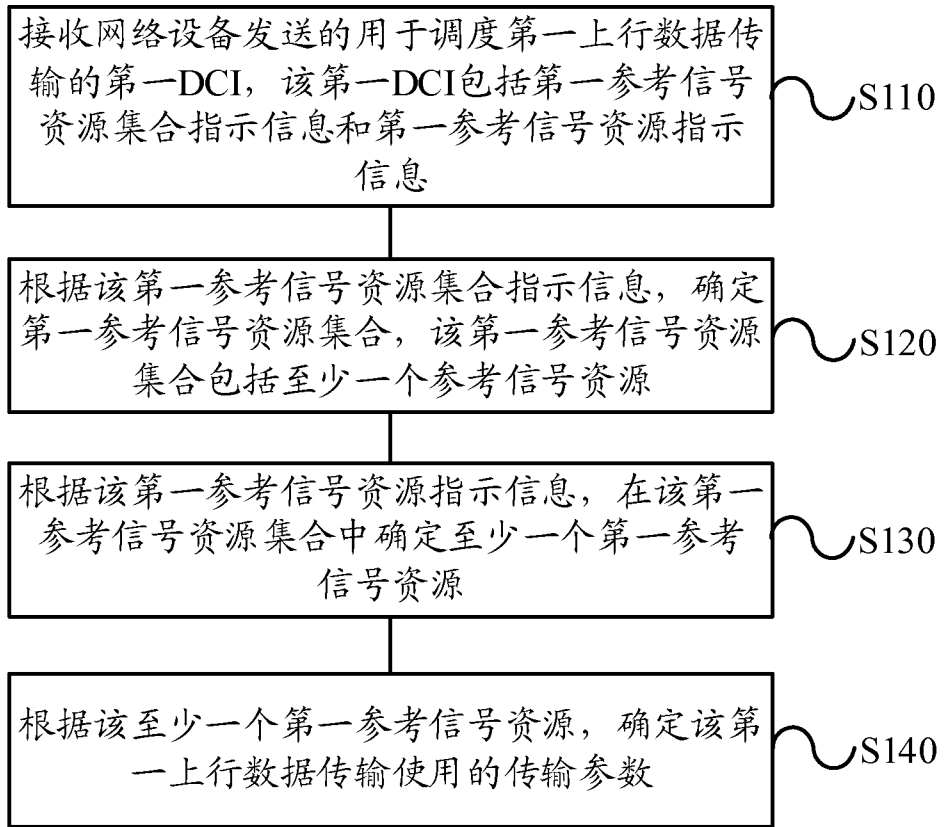 接收网络设备发送的用于调度第一上行数据传
输的第一DCI，该第一DCI包括第一参考信号
资源集合指示信息和第一参考信号资源指示
信息
S110
根据该第一参考信号资源集合指示信息，确定
第一参考信号资源集合，该第一参考信号资源
集合包括至少一个参考信号资源
S120
根据该第一参考信号资源指示信息，在该第一
参考信号资源集合中确定至少一个第一参考
信号资源
S130
根据该至少一个第一参考信号资源，确定该第
一上行数据传输使用的传输参数
S140